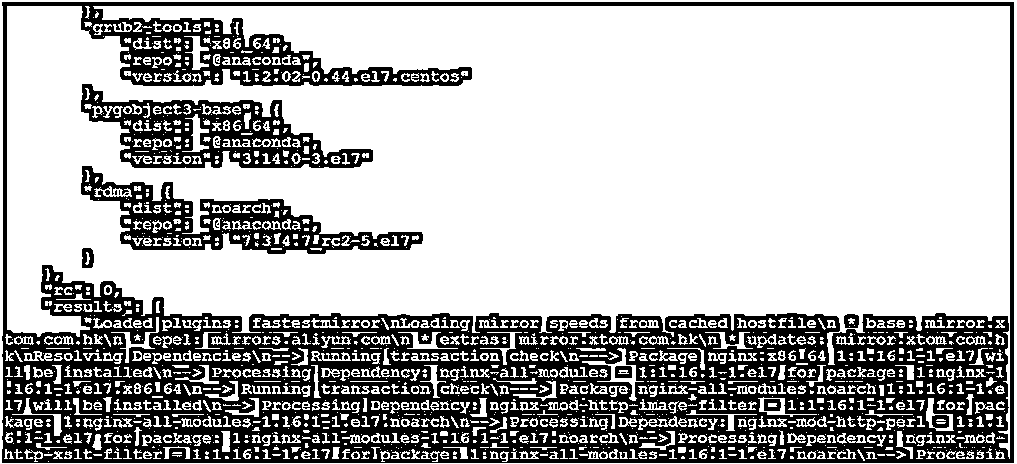 },
"grub2-tools": {
"dist": "x86_64",
"repo": "@anaconda",
"version": "1:2.02-0.44.el7.centos"
},
"pygobject3-base": {
"dist": "x86_64",
"repo": "@anaconda",
"version": "3.14.0-3.el7"
},
"rdma": {
"dist": "noarch",
"repo": "@anaconda",
"version": "7.3_4.7_rc2-5.el7"
}
},
"rc": 0,
"results": [
"Loaded plugins: fastestmirror\nLoading mirror speeds from cached hostfile\n * base: mirror.x
tom.com.hk\n * epel: mirrors.aliyun.com\n * extras: mirror.xtom.com.hk\n * updates: mirror.xtom.com.h
k\nResolving Dependencies\n--> Running transaction check\n---> Package nginx.x86_64 1:1.16.1-1.el7 wi
ll be installed\n--> Processing Dependency: nginx-all-modules = 1:1.16.1-1.el7 for package: 1:nginx-1
.16.1-1.el7.x86_64\n--> Running transaction check\n---> Package nginx-all-modules.noarch 1:1.16.1-1.e
l7 will be installed\n--> Processing Dependency: nginx-mod-http-image-filter = 1:1.16.1-1.el7 for pac
kage: 1:nginx-all-modules-1.16.1-1.el7.noarch\n--> Processing Dependency: nginx-mod-http-perl = 1:1.1
6.1-1.el7 for package: 1:nginx-all-modules-1.16.1-1.el7.noarch\n--> Processing Dependency: nginx-mod-
http-xslt-filter = 1:1.16.1-1.el7 for package: 1:nginx-all-modules-1.16.1-1.el7.noarch\n--> Processin